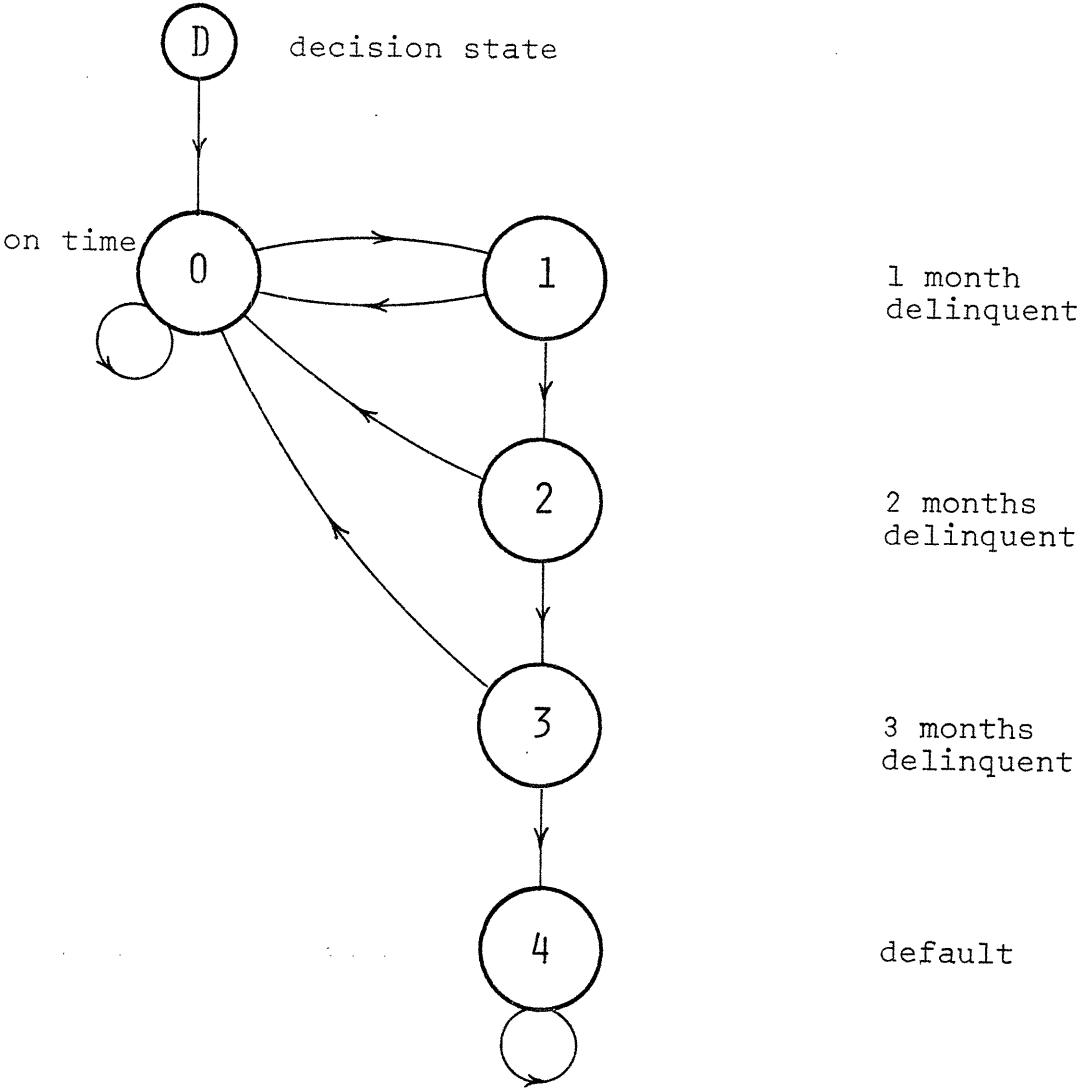 D
decision state
on time
0
1
1 month
delinquent
2
2 months
delinquent
3
3 months
delinquent
4
default